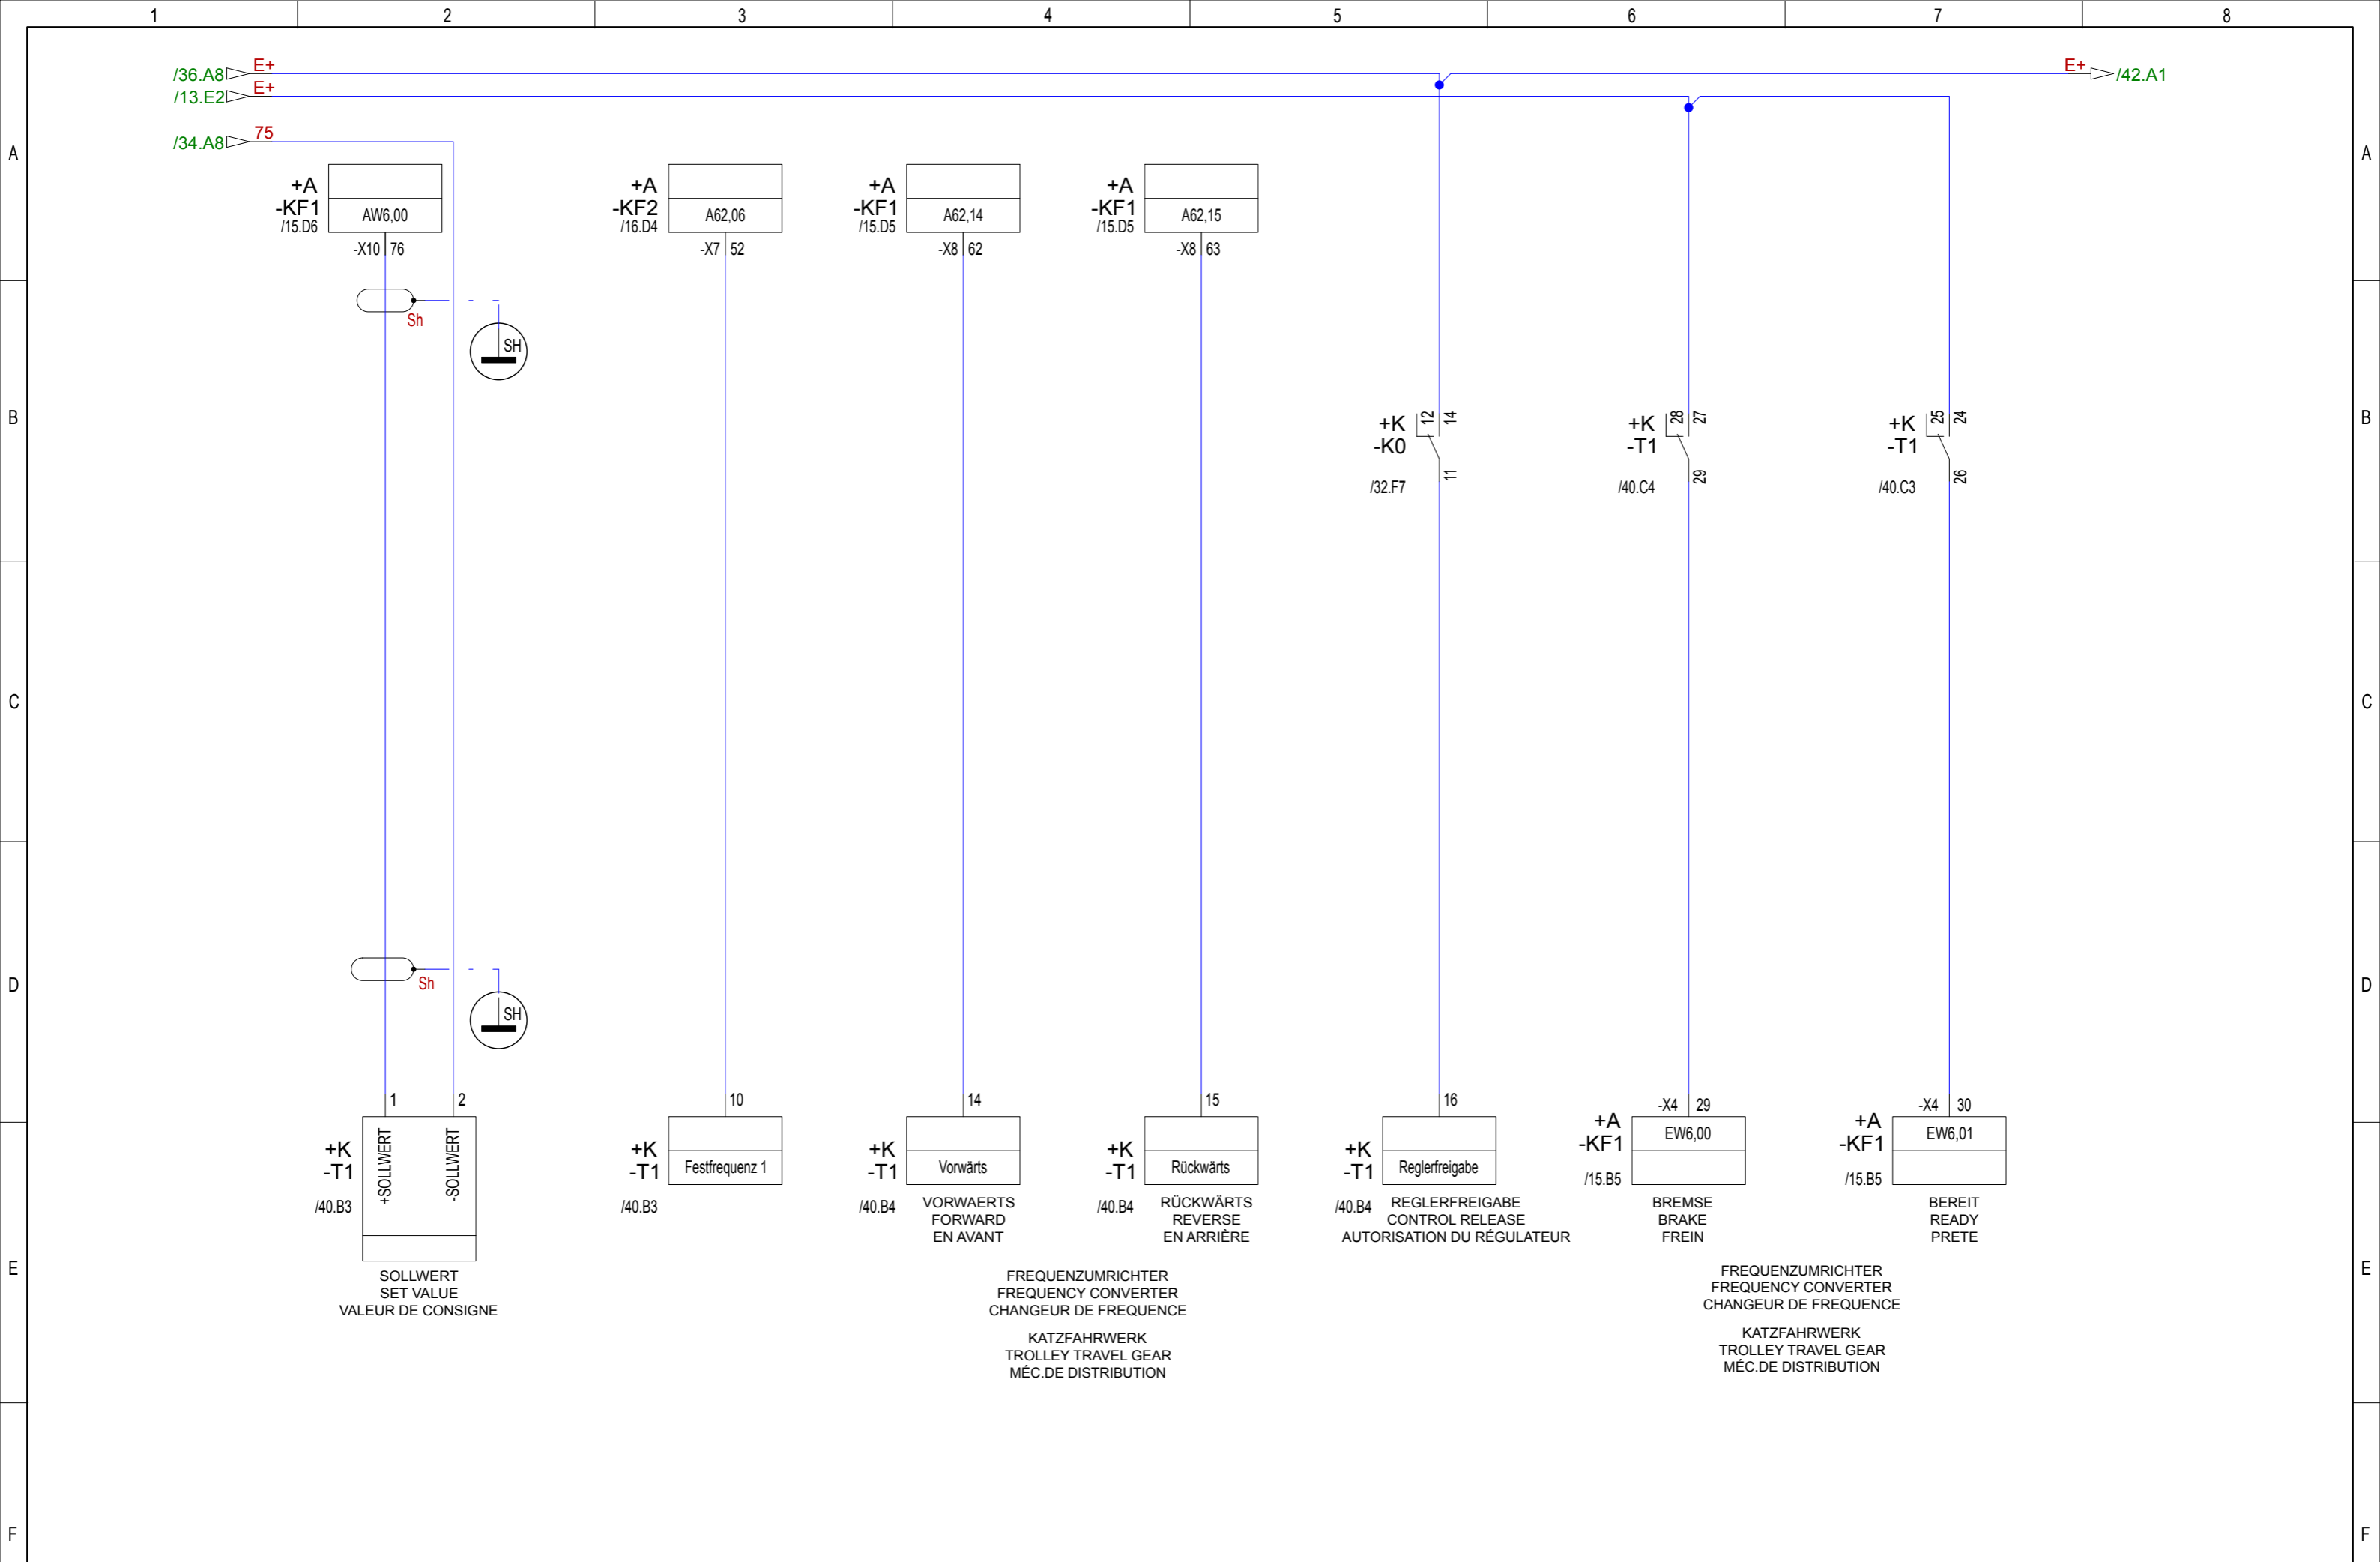 1 2 3 4 5 6 7 8
/36.A8 E+ E+ /42.A1
/13.E2 E+
/34.A8 75
A A
+A
-KF1
/15.D6
AW6,00
-X10 76
+A
-KF2
/16.D4
A62,06
-X7 52
+A
-KF1
/15.D5
A62,14
-X8 62
+A
-KF1
/15.D5
A62,15
-X8 63
Sh
SH
B B
+K
-K0
/32.F7
12 14
11
+K
-T1
/40.C4
28 27
29
+K
-T1
/40.C3
25 24
26
C C
D D
Sh
SH
1 2
+K
-T1
/40.B3
+SOLLWERT
-SOLLWERT
SOLLWERT
SET VALUE
VALEUR DE CONSIGNE
10
+K
-T1
/40.B3
Festfrequenz 1
14
+K
-T1
/40.B4
Vorwärts
VORWAERTS
FORWARD
EN AVANT
15
+K
-T1
/40.B4
Rückwärts
RÜCKWÄRTS
REVERSE
EN ARRIÈRE
FREQUENZUMRICHTER
FREQUENCY CONVERTER
CHANGEUR DE FREQUENCE
KATZFAHRWERK
TROLLEY TRAVEL GEAR
MÉC.DE DISTRIBUTION
16
+K
-T1
/40.B4
Reglerfreigabe
REGLERFREIGABE
CONTROL RELEASE
AUTORISATION DU RÉGULATEUR
-X4 29
+A
-KF1
/15.B5
EW6,00
BREMSE
BRAKE
FREIN
-X4 30
+A
-KF1
/15.B5
EW6,01
BEREIT
READY
PRETE
FREQUENZUMRICHTER
FREQUENCY CONVERTER
CHANGEUR DE FREQUENCE
KATZFAHRWERK
TROLLEY TRAVEL GEAR
MÉC.DE DISTRIBUTION
E E
F F